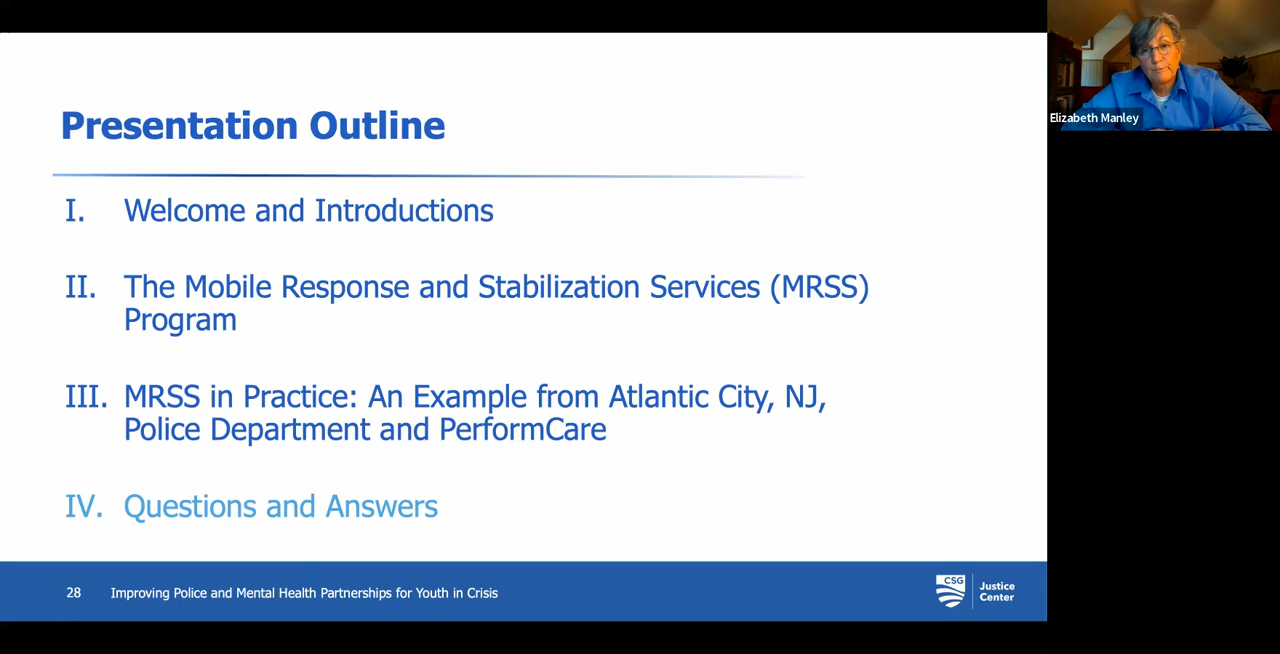 Presentation Outline
I. Welcome and Introductions
II. The Mobile Response and Stabilization Services (MRSS)
Program
III. MRSS in Practice: An Example from Atlantic City, NJ,
Police Department and PerformCare
IV. Questions and Answers
28 Improving Police and Mental Health Partnerships for Youth in Crisis
CSG Justice
Center
Elizabeth Manley